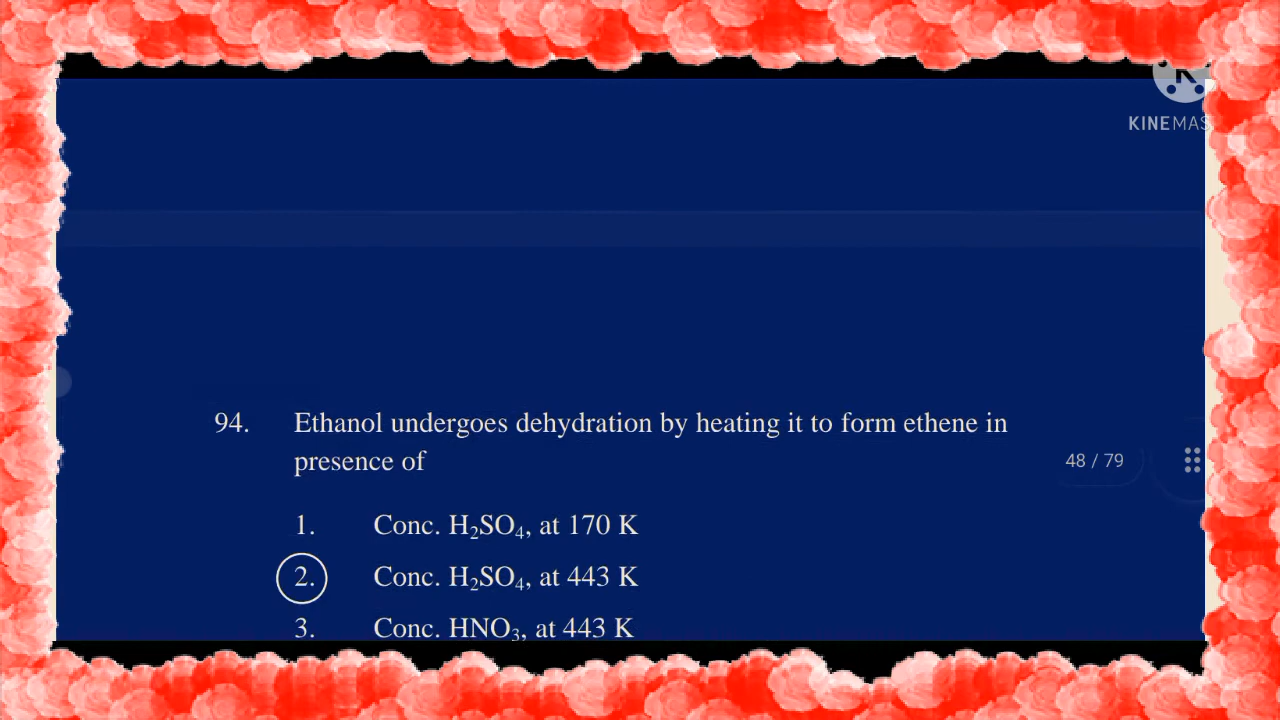 KINEMAS
94. Ethanol undergoes dehydration by heating it to form ethene in
presence of
48 / 79
1. Conc. H₂SO₄, at 170 K
2. Conc. H₂SO₄, at 443 K
3. Conc. HNO₃, at 443 K